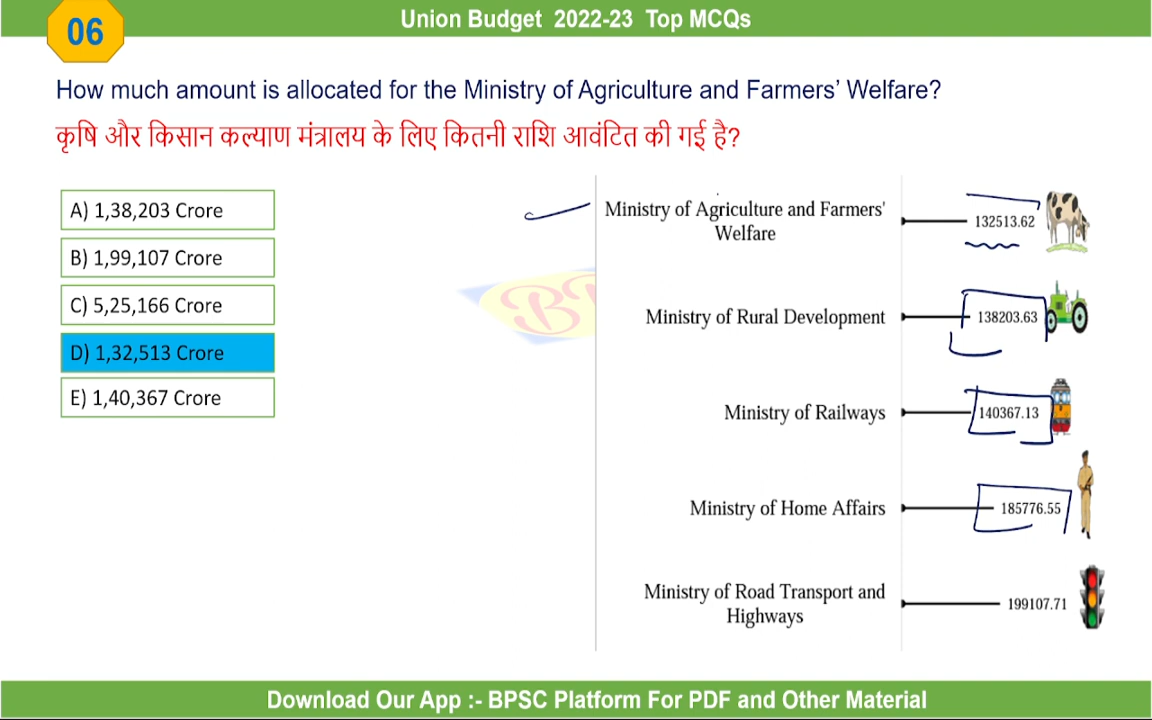 Union Budget 2022-23 Top MCQs
06
How much amount is allocated for the Ministry of Agriculture and Farmers’ Welfare?
कृषि और किसान कल्याण मंत्रालय के लिए कितनी राशि आवंटित की गई है?
A) 1,38,203 Crore
B) 1,99,107 Crore
C) 5,25,166 Crore
D) 1,32,513 Crore
E) 1,40,367 Crore
Ministry of Agriculture and Farmers'
Welfare
132513.62
Ministry of Rural Development
138203.63
Ministry of Railways
140367.13
Ministry of Home Affairs
185776.55
Ministry of Road Transport and
Highways
199107.71
Download Our App :- BPSC Platform For PDF and Other Material